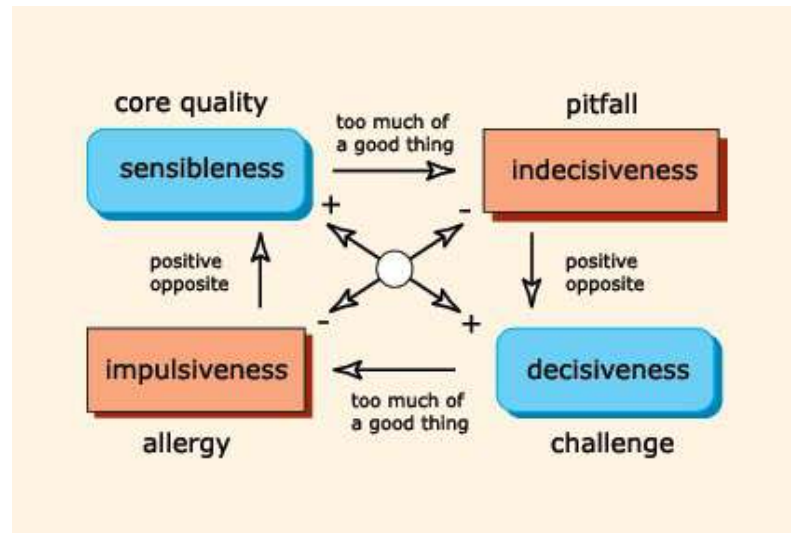 core quality
pitfall
too much of
a good thing
sensibleness
indecisiveness
+
-
positive
opposite
positive
opposite
-
+
impulsiveness
decisiveness
too much of
a good thing
allergy
challenge